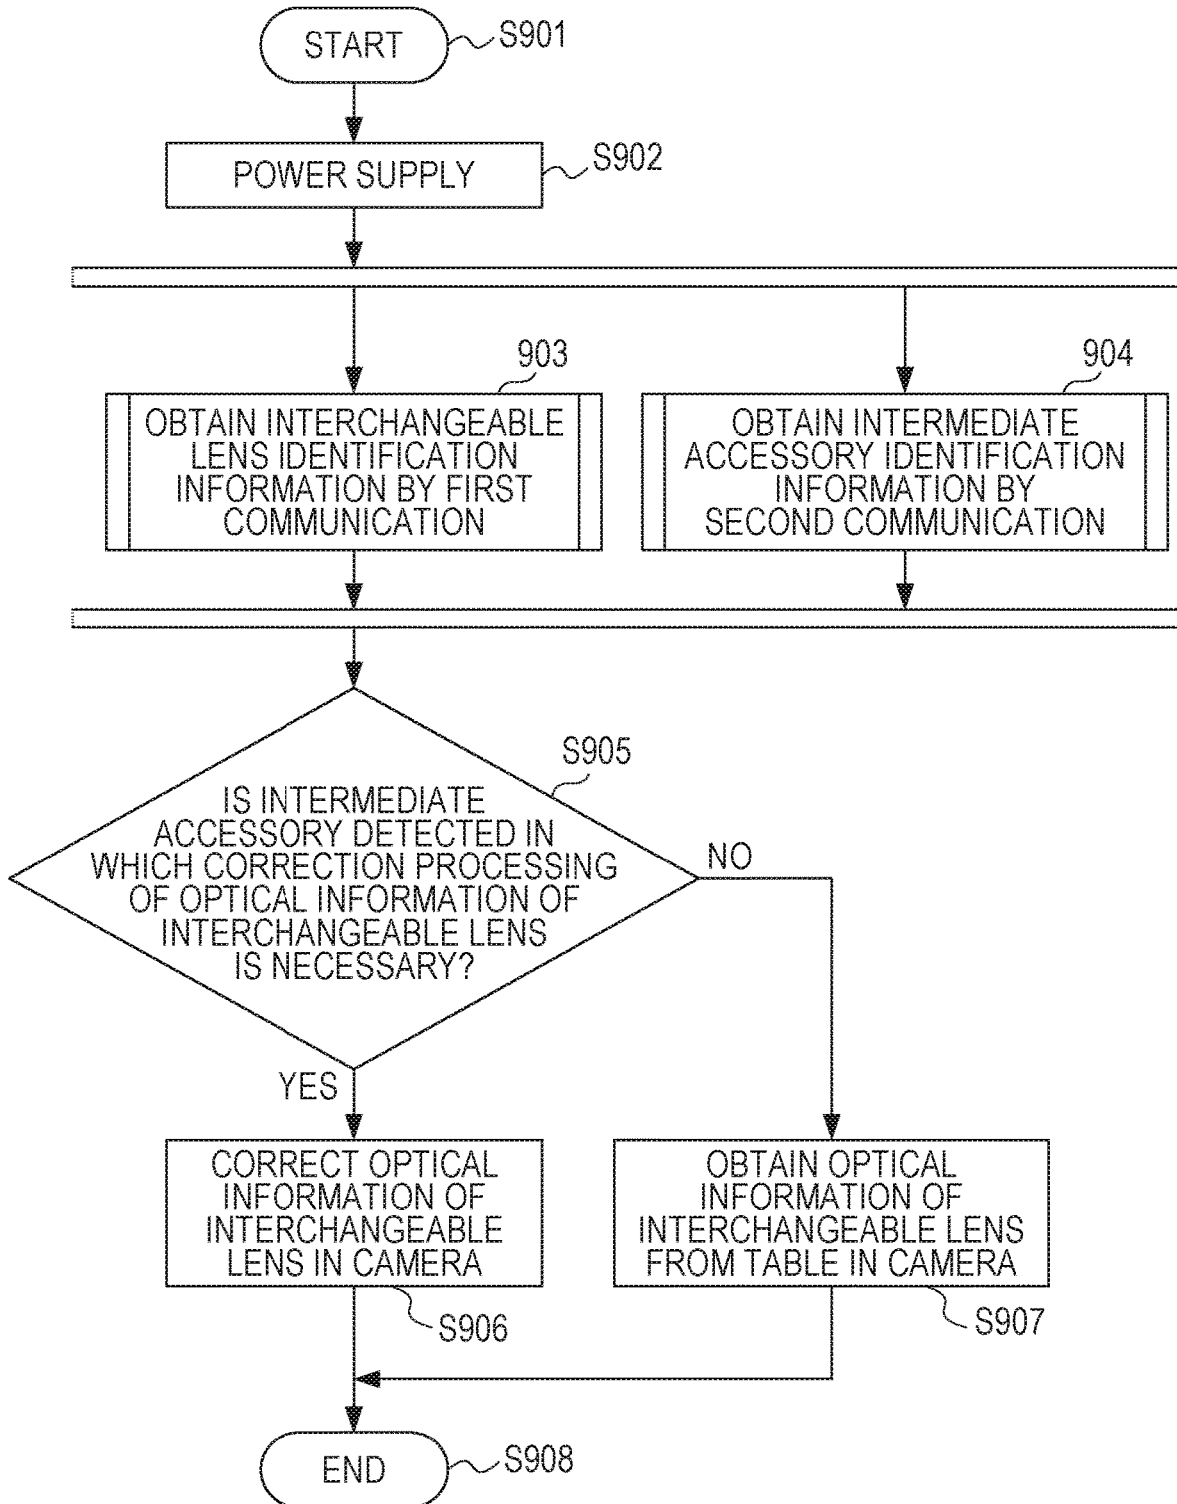 START
S901
POWER SUPPLY
S902
903
OBTAIN INTERCHANGEABLE
LENS IDENTIFICATION
INFORMATION BY FIRST
COMMUNICATION
904
OBTAIN INTERMEDIATE
ACCESSORY IDENTIFICATION
INFORMATION BY
SECOND COMMUNICATION
S905
IS INTERMEDIATE
ACCESSORY DETECTED IN
WHICH CORRECTION PROCESSING
OF OPTICAL INFORMATION OF
INTERCHANGEABLE LENS
IS NECESSARY?
NO
YES
CORRECT OPTICAL
INFORMATION OF
INTERCHANGEABLE
LENS IN CAMERA
S906
OBTAIN OPTICAL
INFORMATION OF
INTERCHANGEABLE LENS
FROM TABLE IN CAMERA
S907
END
S908